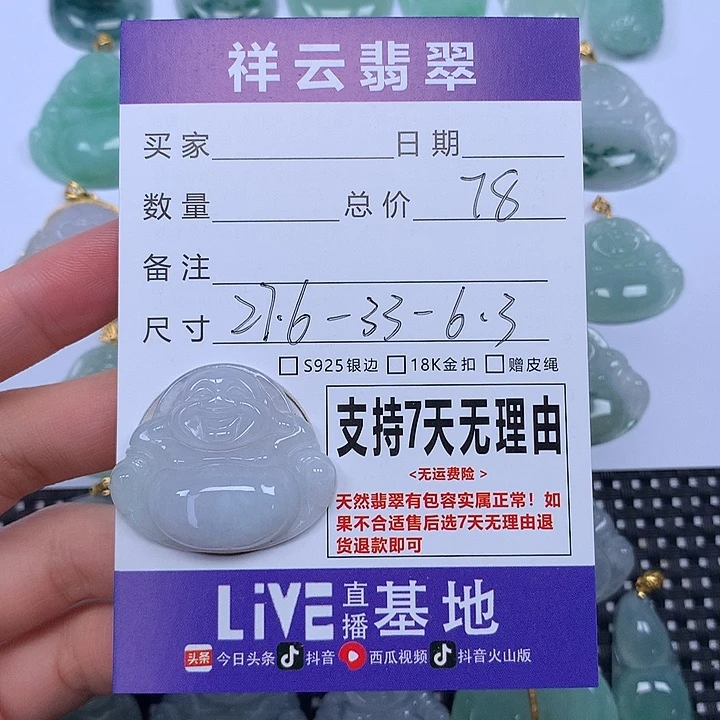 祥云翡翠
买家 日期
数量 总价 78
备注
尺寸 27.6-33-6.3
S925银边 18K金扣 赠皮绳
支持7天无理由
<无运费险>
天然翡翠有包容实属正常！如
果不合适售后选7天无理由退
货退款即可
LiVE直播基地
头条 今日头条 抖音 西瓜视频 抖音火山版